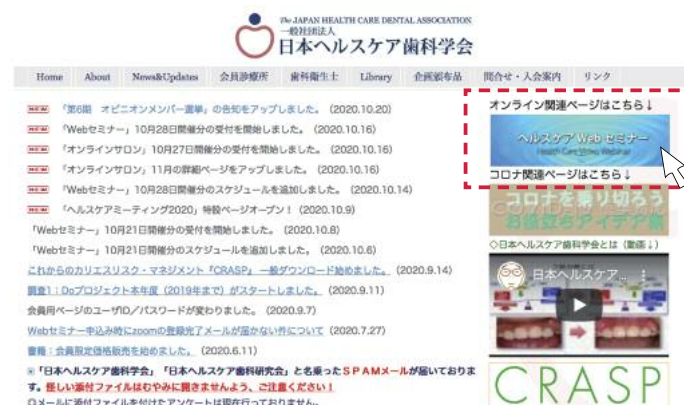 The JAPAN HEALTH CARE DENTAL ASSOCIATION
一般社団法人
日本ヘルスケア歯科学会
Home About News&Updates 会員診療所 歯科衛生士 Library 企画頒布品 問合せ・入会案内 リンク
NEW 「第6期 オピニオンメンバー選挙」の告知をアップしました。(2020.10.20)
NEW 「Webセミナー」10月28日開催分の受付を開始しました。(2020.10.16)
NEW 「オンラインサロン」10月27日開催分の受付を開始しました。(2020.10.16)
NEW 「オンラインサロン」11月の詳細ページをアップしました。(2020.10.16)
NEW 「Webセミナー」10月28日開催分のスケジュールを追加しました。(2020.10.14)
NEW 「ヘルスケアミーティング2020」特設ページオープン!(2020.10.9)
「Webセミナー」10月21日開催分の受付を開始しました。(2020.10.8)
「Webセミナー」10月21日開催分のスケジュールを追加しました。(2020.10.6)
これからのカリエスリスク・マネジメント『CRASP』 一般ダウンロード始めました。(2020.9.14)
調査1:Doプロジェクト本年度(2019年まで)がスタートしました。(2020.9.11)
会員用ページのユーザID/パスワードが変わりました。(2020.9.7)
Webセミナー申込み時にzoomの登録完了メールが届かない件について(2020.7.27)
書籍:会員限定価格販売を始めました。(2020.6.11)
「日本ヘルスケア歯科学会」「日本ヘルスケア歯科研究会」と名乗ったSPAMメールが届いております。怪しい添付ファイルはむやみに開きませんよう、ご注意ください!
◎メールに添付ファイルを付けたアンケートは現在行っておりません。
オンライン関連ページはこちら↓
ヘルスケア Web セミナー
Health Care Video Webinar
コロナ関連ページはこちら↓
コロナを乗り切ろう
お役立ちアイデア集
◇日本ヘルスケア歯科学会とは(動画↓)
日本ヘルスケア...
CRASP